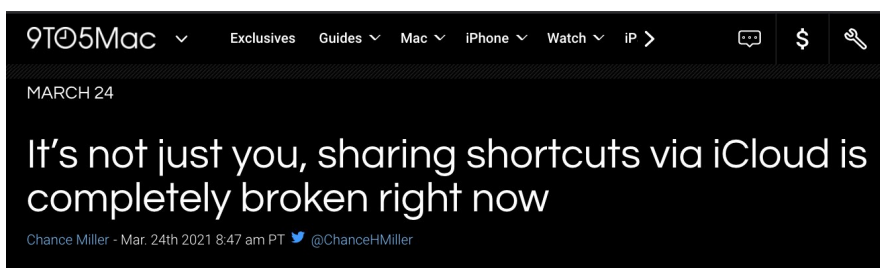 9TO5Mac Exclusives Guides Mac iPhone Watch iP
MARCH 24
It's not just you, sharing shortcuts via iCloud is
completely broken right now
Chance Miller - Mar. 24th 2021 8:47 am PT @ChanceHMiller